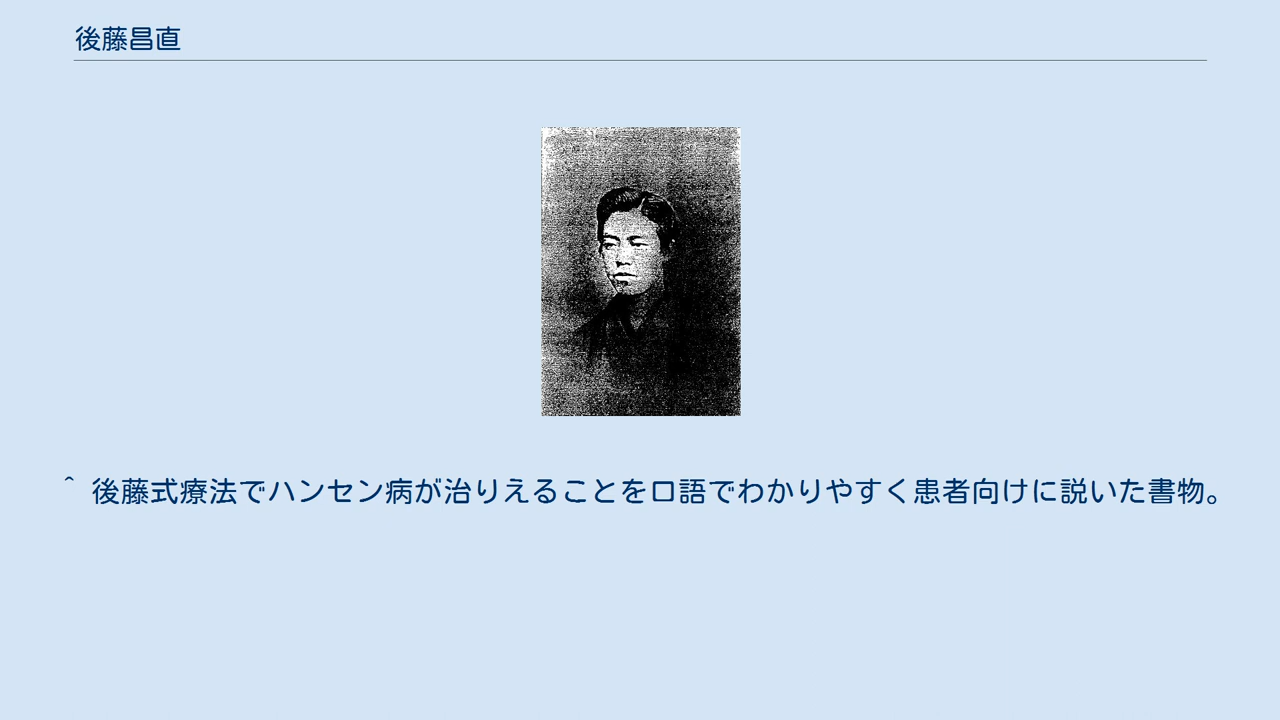 後藤昌直
^ 後藤式療法でハンセン病が治りえることを口語でわかりやすく患者向けに説いた書物。